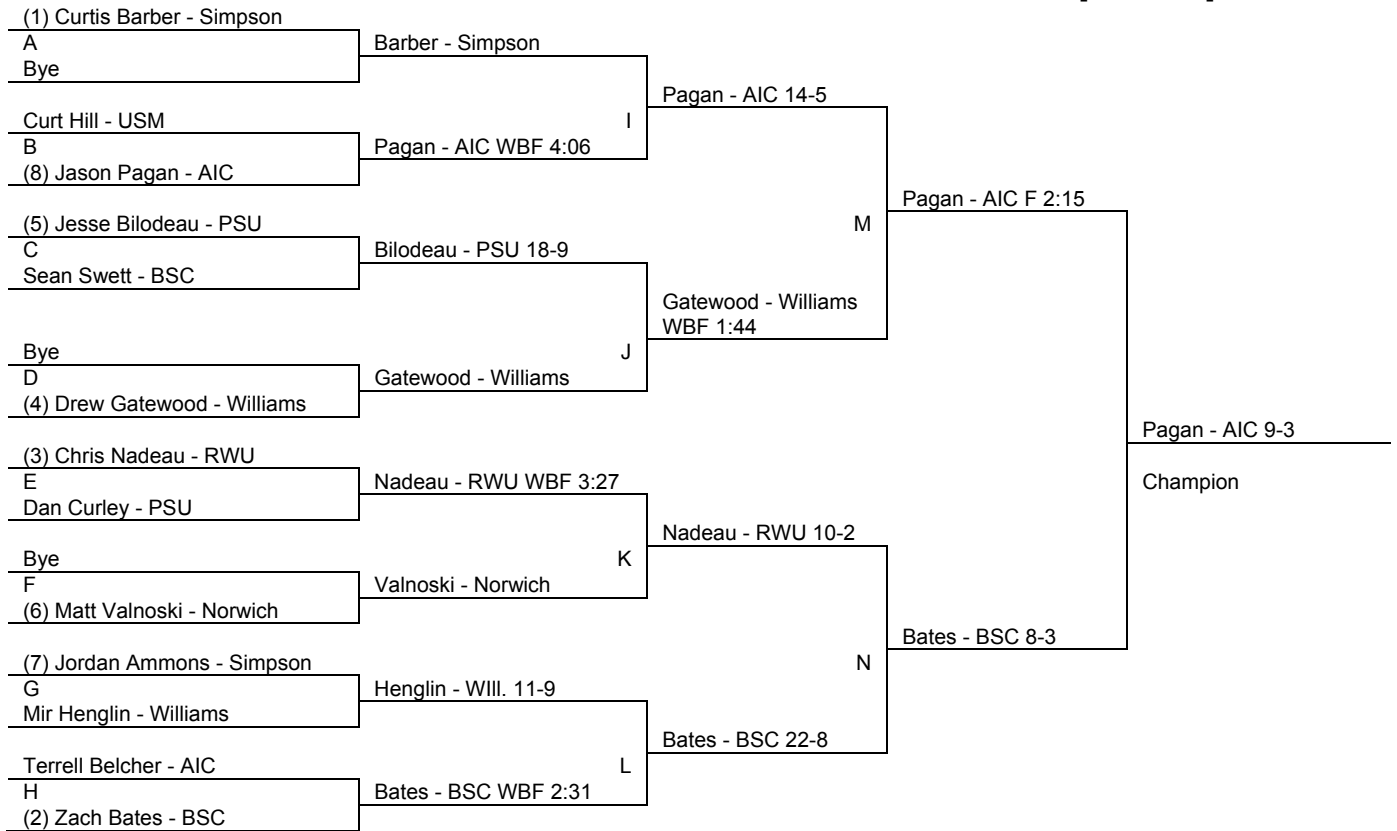 (1) Curtis Barber - Simpson
A
Bye
Barber - Simpson
Curt Hill - USM
B
(8) Jason Pagan - AIC
Pagan - AIC WBF 4:06
I
Pagan - AIC 14-5
(5) Jesse Bilodeau - PSU
C
Sean Swett - BSC
Bilodeau - PSU 18-9
Bye
D
(4) Drew Gatewood - Williams
Gatewood - Williams
J
Gatewood - Williams
WBF 1:44
M
Pagan - AIC F 2:15
(3) Chris Nadeau - RWU
E
Dan Curley - PSU
Nadeau - RWU WBF 3:27
Bye
F
(6) Matt Valnoski - Norwich
Valnoski - Norwich
K
Nadeau - RWU 10-2
(7) Jordan Ammons - Simpson
G
Mir Henglin - Williams
Henglin - WIll. 11-9
Terrell Belcher - AIC
H
(2) Zach Bates - BSC
Bates - BSC WBF 2:31
L
Bates - BSC 22-8
N
Bates - BSC 8-3
Pagan - AIC 9-3
Champion